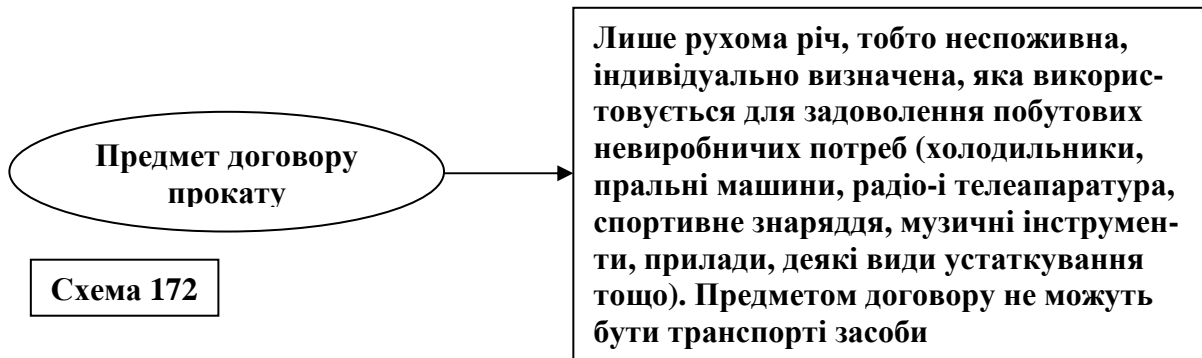 Предмет договору
прокату
Схема 172
Лише рухома річ, тобто неспоживна,
індивідуально визначена, яка викорис-
товується для задоволення побутових
невиробничих потреб (холодильники,
пральні машини, радіо-і телеапаратура,
спортивне знаряддя, музичні інструмен-
ти, прилади, деякі види устаткування
тощо). Предметом договору не можуть
бути транспорті засоби